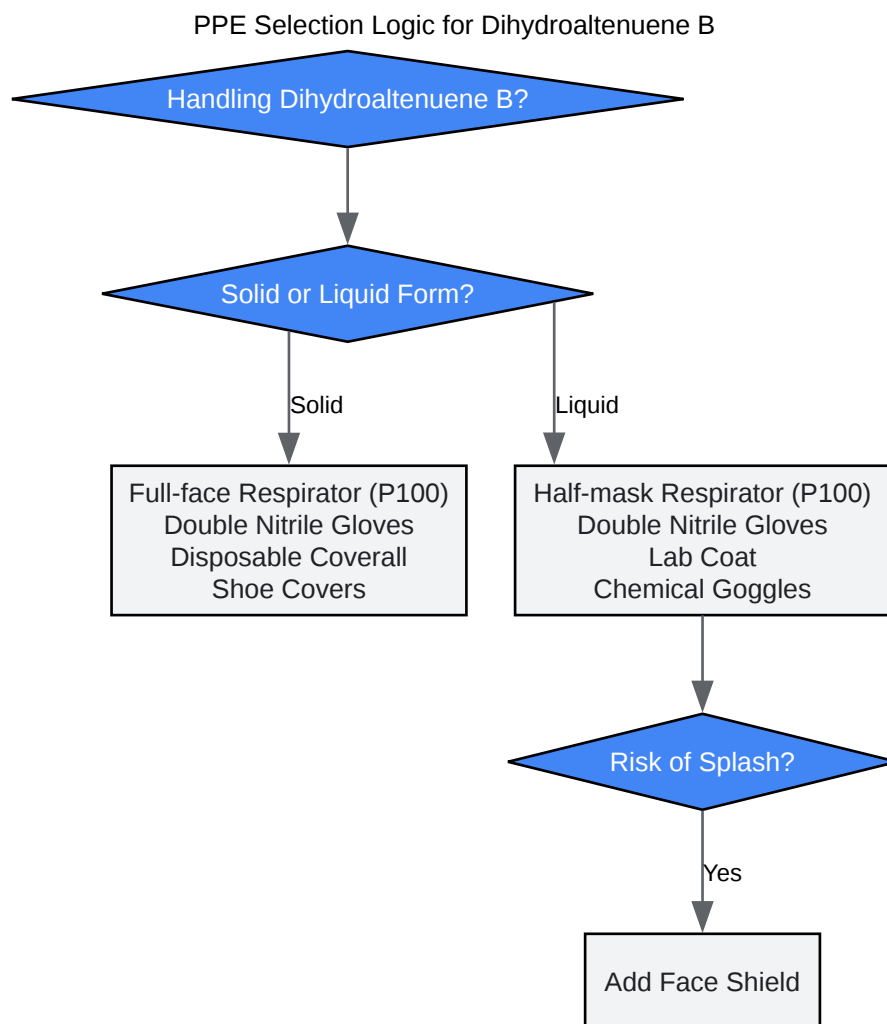 PPE Selection Logic for Dihydroaltenuene B
Handling Dihydroaltenuene B?
Solid or Liquid Form?
Solid
Liquid
Full-face Respirator (P100)
Double Nitrile Gloves
Disposable Coverall
Shoe Covers
Half-mask Respirator (P100)
Double Nitrile Gloves
Lab Coat
Chemical Goggles
Risk of Splash?
Yes
Add Face Shield